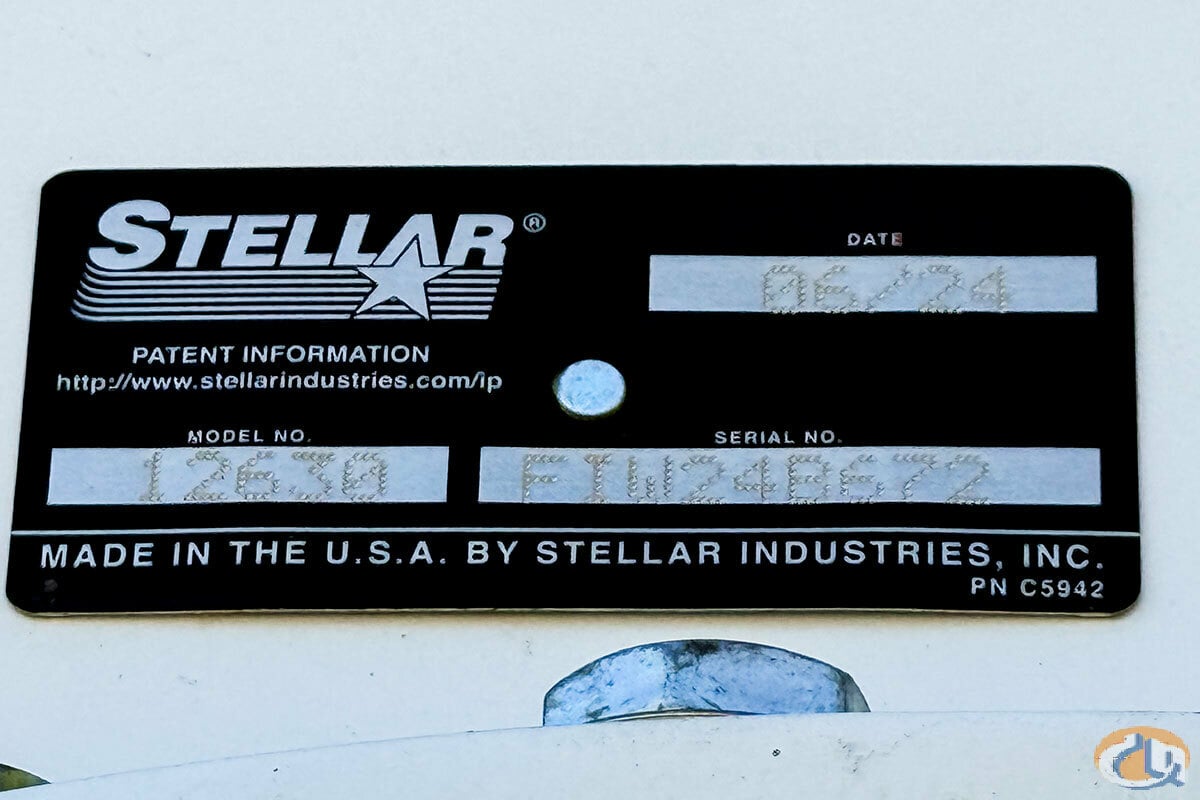 STELLAR®
DATE
06/24
PATENT INFORMATION
http://www.stellarindustries.com/ip
MODEL NO.
12630
SERIAL NO.
MADE IN THE U.S.A. BY STELLAR INDUSTRIES, INC.
PN C5942